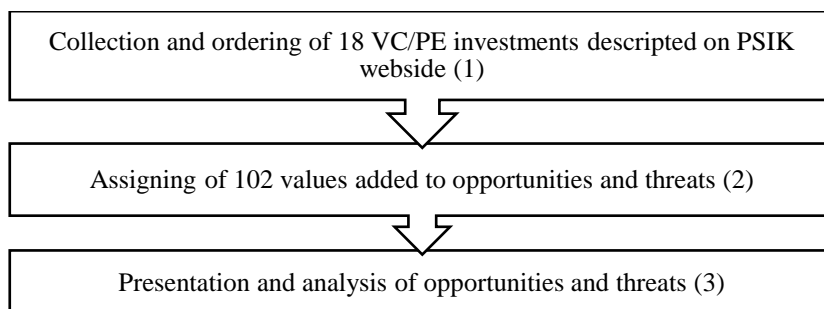 Collection and ordering of 18 VC/PE investments descripted on PSIK
webside (1)
Assigning of 102 values added to opportunities and threats (2)
Presentation and analysis of opportunities and threats (3)